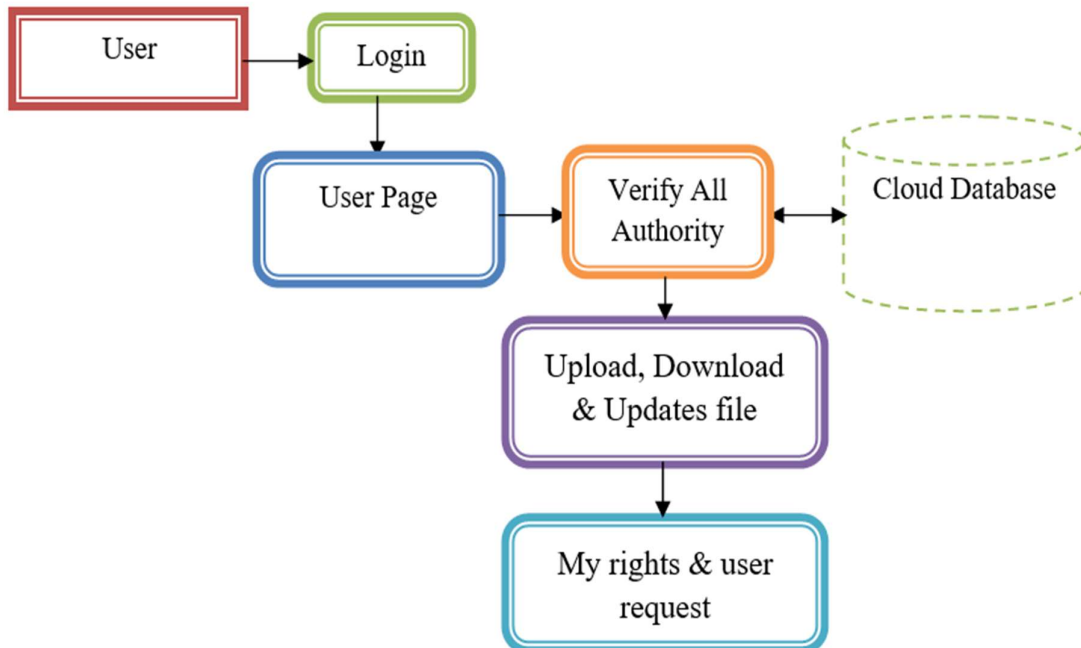 User
Login
User Page
Verify All
Authority
Cloud Database
Upload, Download
& Updates file
My rights & user
request